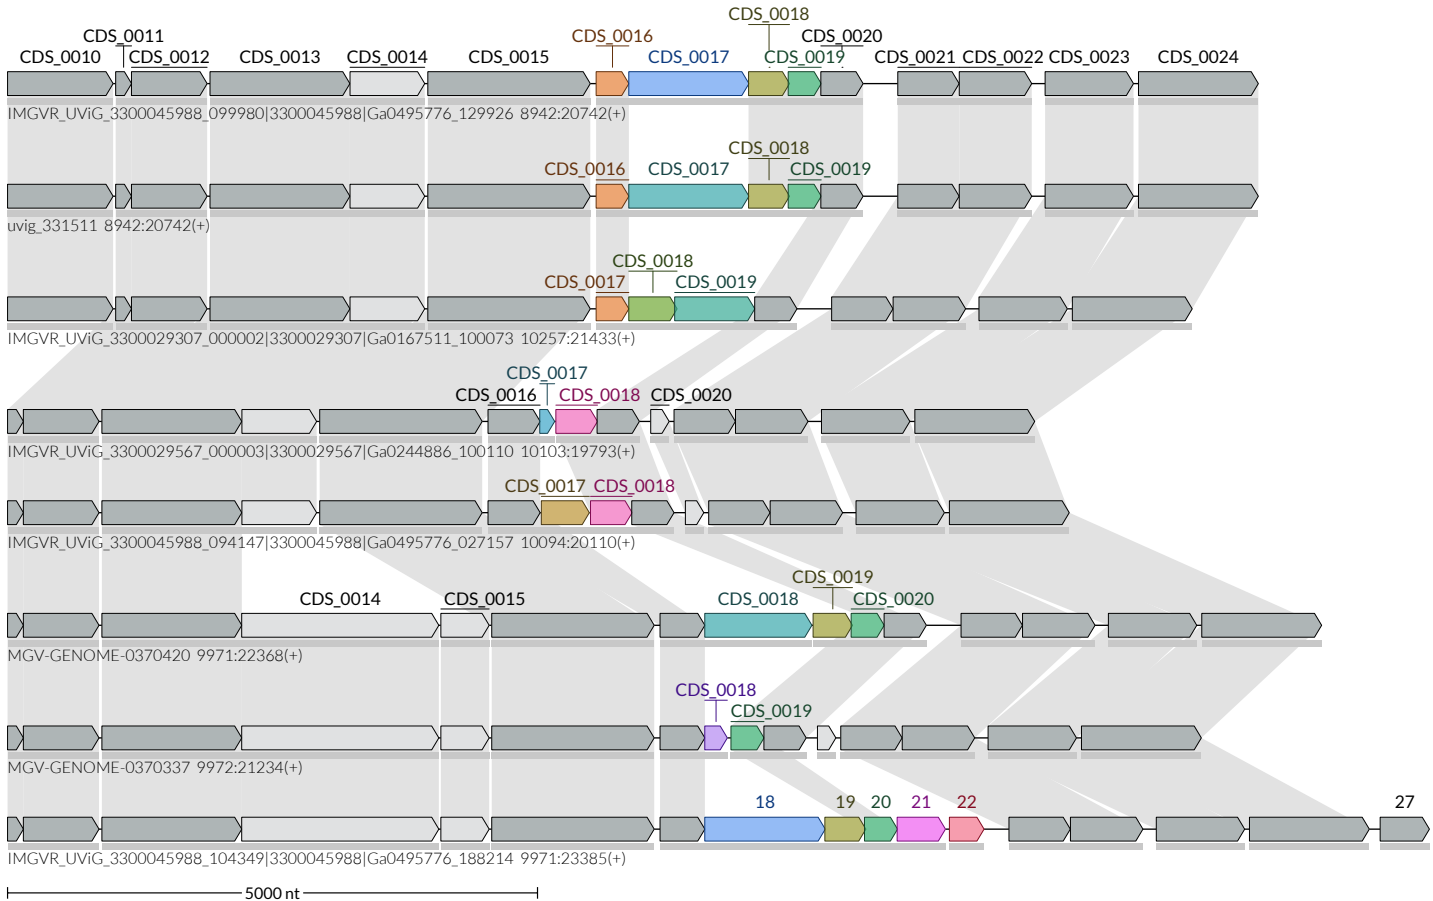 CDS_0018
CDS_0011 CDS_0016 CDS_0020
CDS_0010 CDS_0012 CDS_0013 CDS_0014 CDS_0015 CDS_0017 CDS_0019 CDS_0021 CDS_0022 CDS_0023 CDS_0024
IMGVR_UViG_3300045988_099980|3300045988|Ga0495776_129926 8942:20742(+)
CDS_0018
CDS_0016 CDS_0017 CDS_0019
uvig_331511 8942:20742(+)
CDS_0018
CDS_0017 CDS_0019
IMGVR_UViG_3300029307_000002|3300029307|Ga0167511_100073 10257:21433(+)
CDS_0017
CDS_0016 CDS_0018 CDS_0020
IMGVR_UViG_3300029567_000003|3300029567|Ga0244886_100110 10103:19793(+)
CDS_0017 CDS_0018
IMGVR_UViG_3300045988_094147|3300045988|Ga0495776_027157 10094:20110(+)
CDS_0019
CDS_0014 CDS_0015 CDS_0018 CDS_0020
MGV-GENOME-0370420 9971:22368(+)
CDS_0018
CDS_0019
MGV-GENOME-0370337 9972:21234(+)
18 19 20 21 22 27
IMGVR_UViG_3300045988_104349|3300045988|Ga0495776_188214 9971:23385(+)
5000 nt